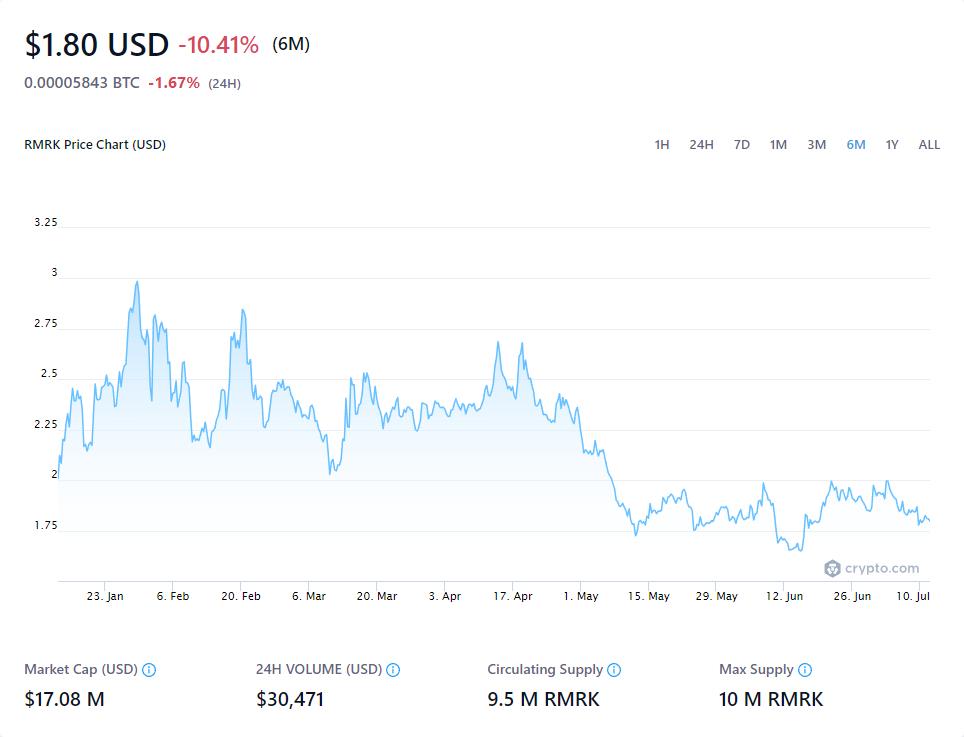 $1.80 USD -10.41% (6M)
0.00005843 BTC -1.67% (24H)
RMRK Price Chart (USD) 1H 24H 7D 1M 3M 6M 1Y ALL
3.25
3
2.75
2.5
2.25
2
1.75
crypto.com
23. Jan 6. Feb 20. Feb 6. Mar 20. Mar 3. Apr 17. Apr 1. May 15. May 29. May 12. Jun 26. Jun 10. Jul
Market Cap (USD) 24H VOLUME (USD) Circulating Supply Max Supply
$17.08 M $30,471 9.5 M RMRK 10 M RMRK